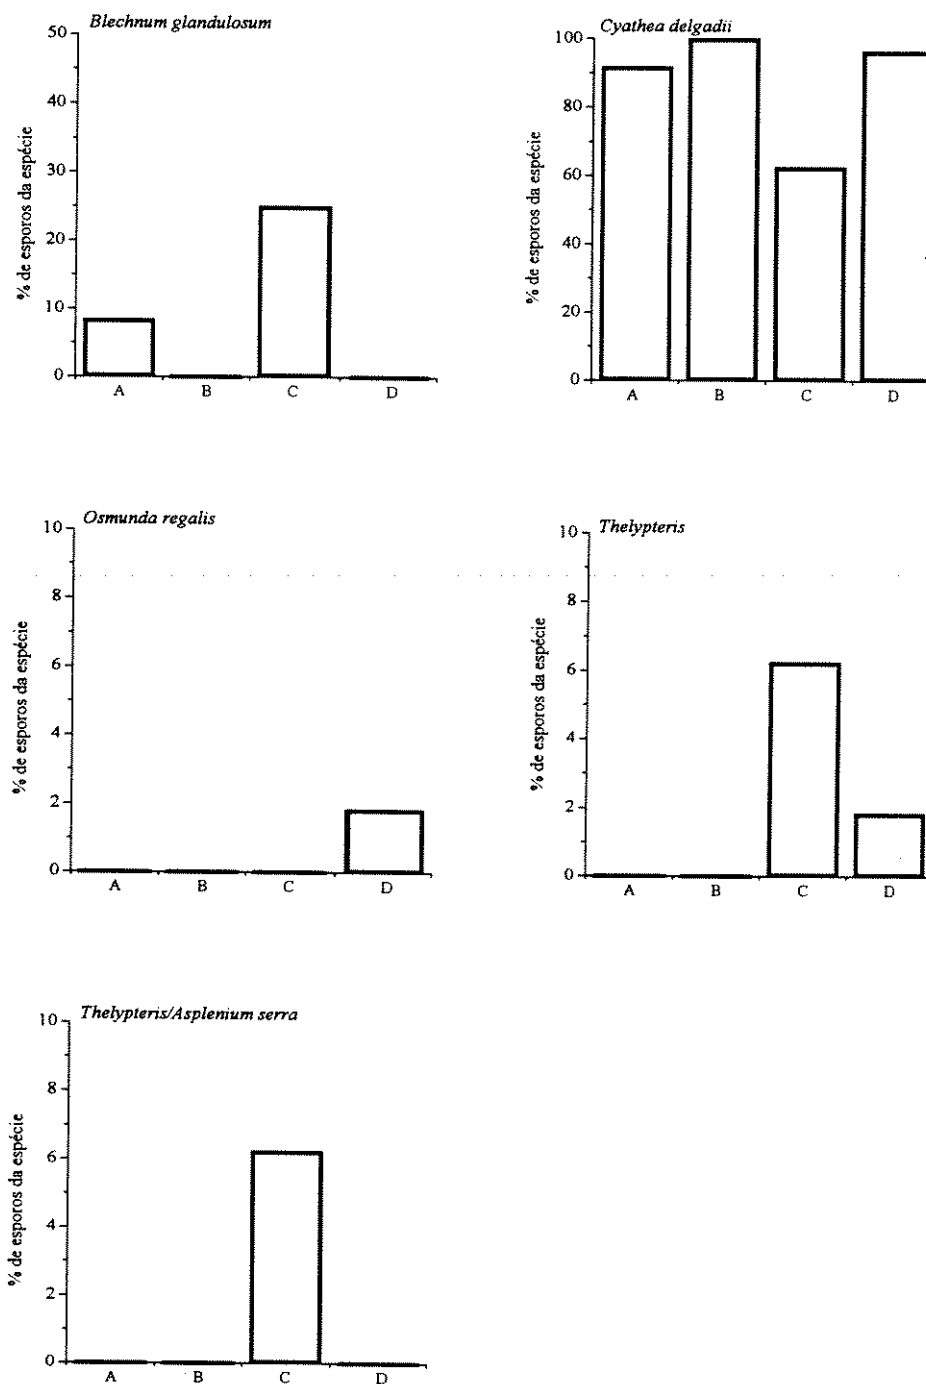 Blechnum glandulosum
50
40
30
20
10
0
% de esporos da espécie
A B C D
Cyathea delgadii
100
80
60
40
20
0
% de esporos da espécie
A B C D
Osmunda regalis
10
8
6
4
2
0
% de esporos da espécie
A B C D
Thelypteris
10
8
6
4
2
0
% de esporos da espécie
A B C D
Thelypteris/Asplenium serra
10
8
6
4
2
0
% de esporos da espécie
A B C D